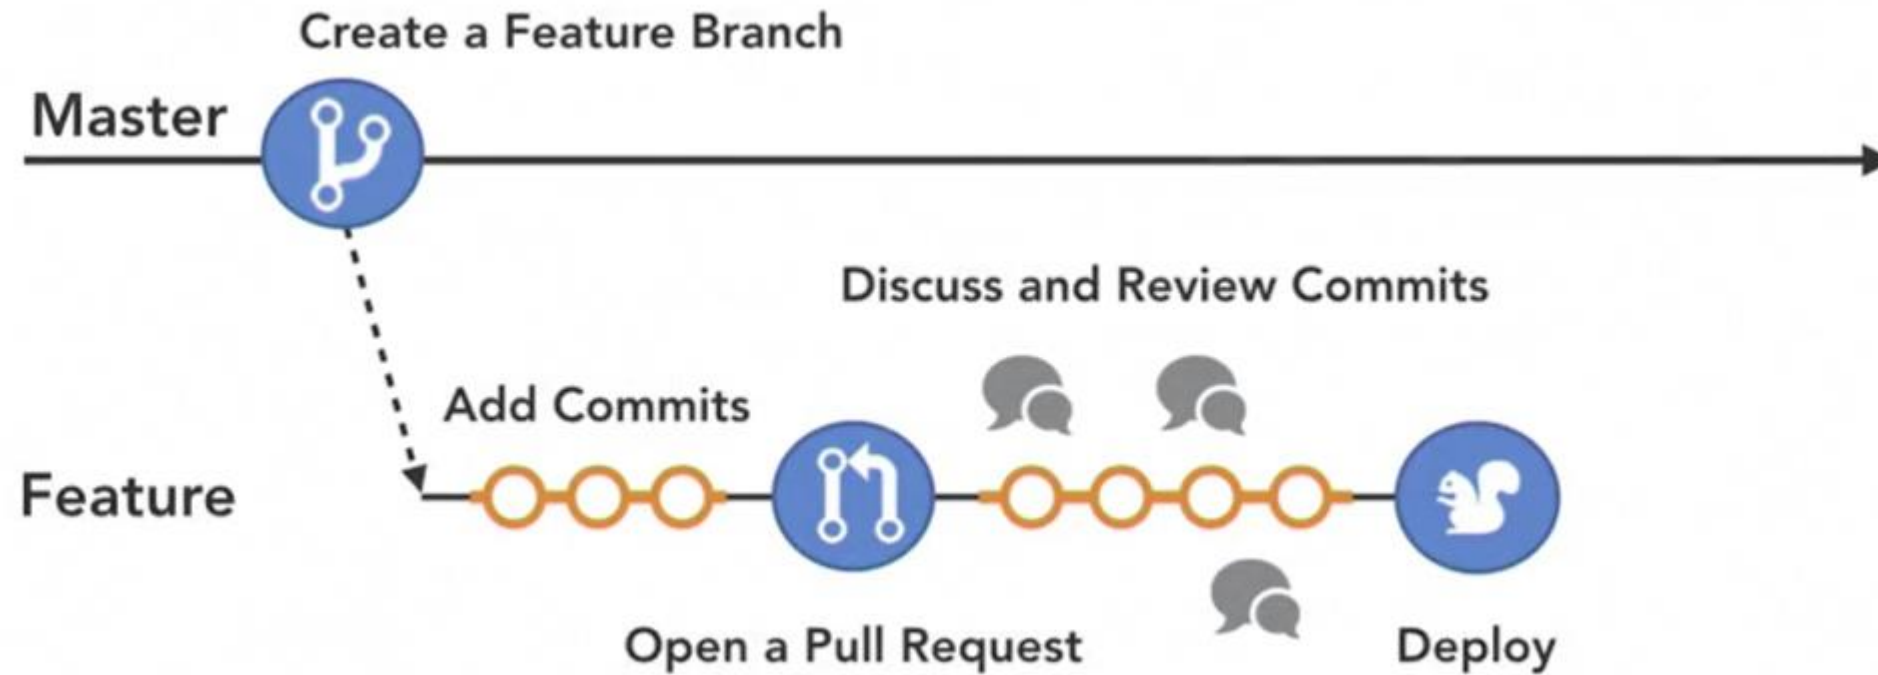 Create a Feature Branch
Master
Discuss and Review Commits
Add Commits
Feature
Open a Pull Request
Deploy